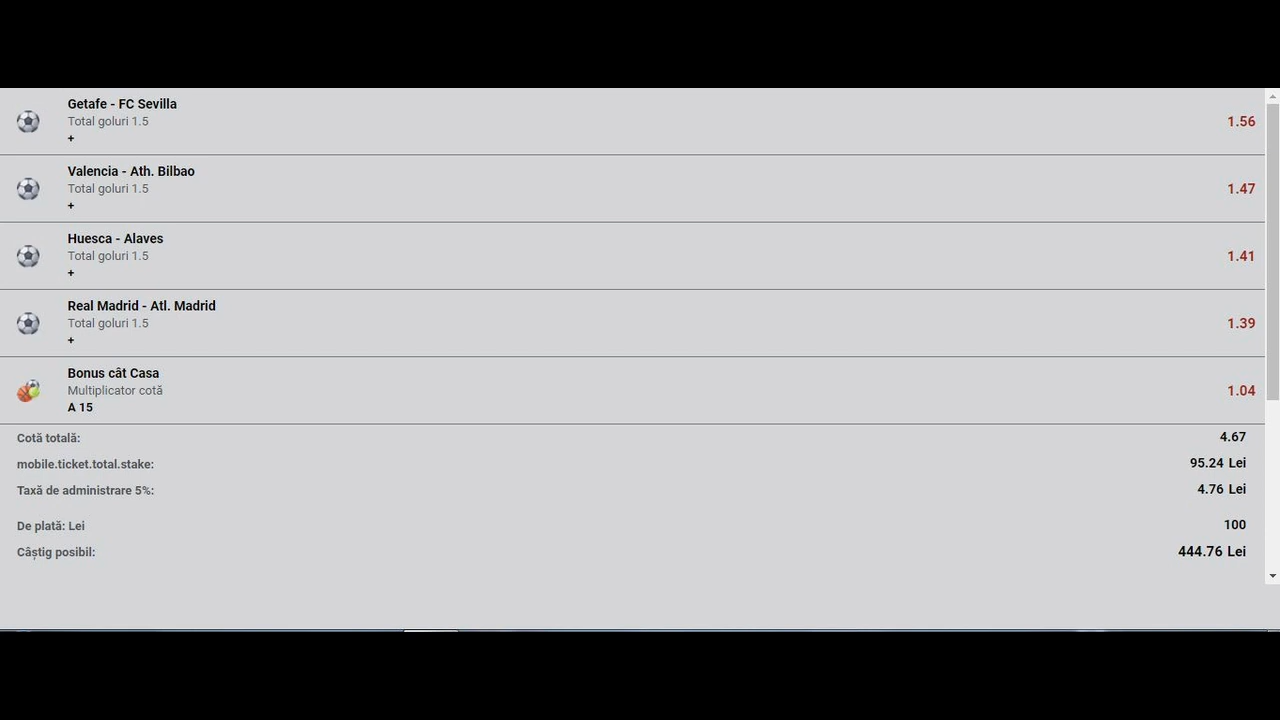 Getafe - FC Sevilla
Total goluri 1.5
+
1.56
Valencia - Ath. Bilbao
Total goluri 1.5
+
1.47
Huesca - Alaves
Total goluri 1.5
+
1.41
Real Madrid - Atl. Madrid
Total goluri 1.5
+
1.39
Bonus cât Casa
Multiplicator cotă
A 15
1.04
Cotă totală: 4.67
mobile.ticket.total.stake: 95.24 Lei
Taxă de administrare 5%: 4.76 Lei
De plată: Lei 100
Câștig posibil: 444.76 Lei